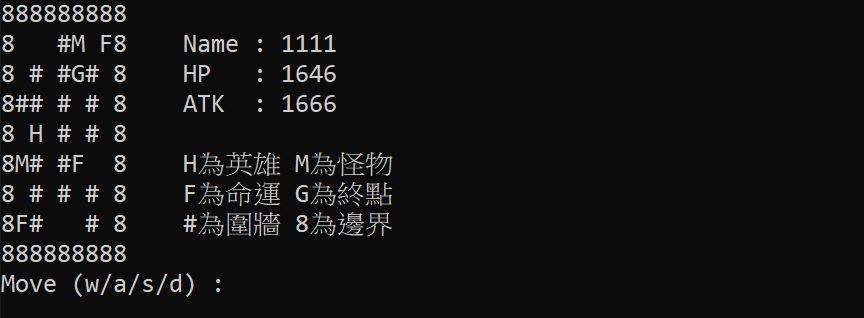 888888888
8   #M F8    Name : 1111
8 # #G# 8    HP   : 1646
8## # # 8    ATK  : 1666
8 H # # 8
8M# #F  8    H為英雄 M為怪物
8 # # # 8    F為命運 G為終點
8F#   # 8    #為圍牆 8為邊界
888888888
Move (w/a/s/d) :